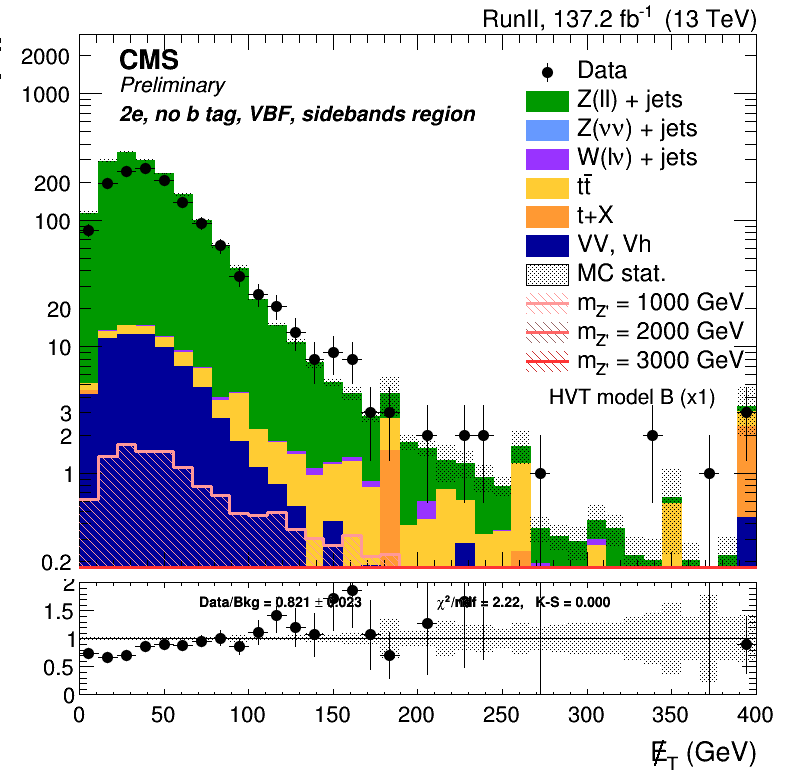 RunII, 137.2 fb⁻¹ (13 TeV)
CMS
Preliminary
2e, no b tag, VBF, sidebands region
Data
Z(ll) + jets
Z(νν) + jets
W(lν) + jets
tt̄
t+X
VV, Vh
MC stat.
m_Z' = 1000 GeV
m_Z' = 2000 GeV
m_Z' = 3000 GeV
HVT model B (x1)
2000
1000
200
100
20
10
3
2
1
0.2
Data/Bkg = 0.821 ± 0.023
χ²/ndf = 2.22, K-S = 0.000
2
1.5
1
0.5
0
0 50 100 150 200 250 300 350 400
E̸_T (GeV)